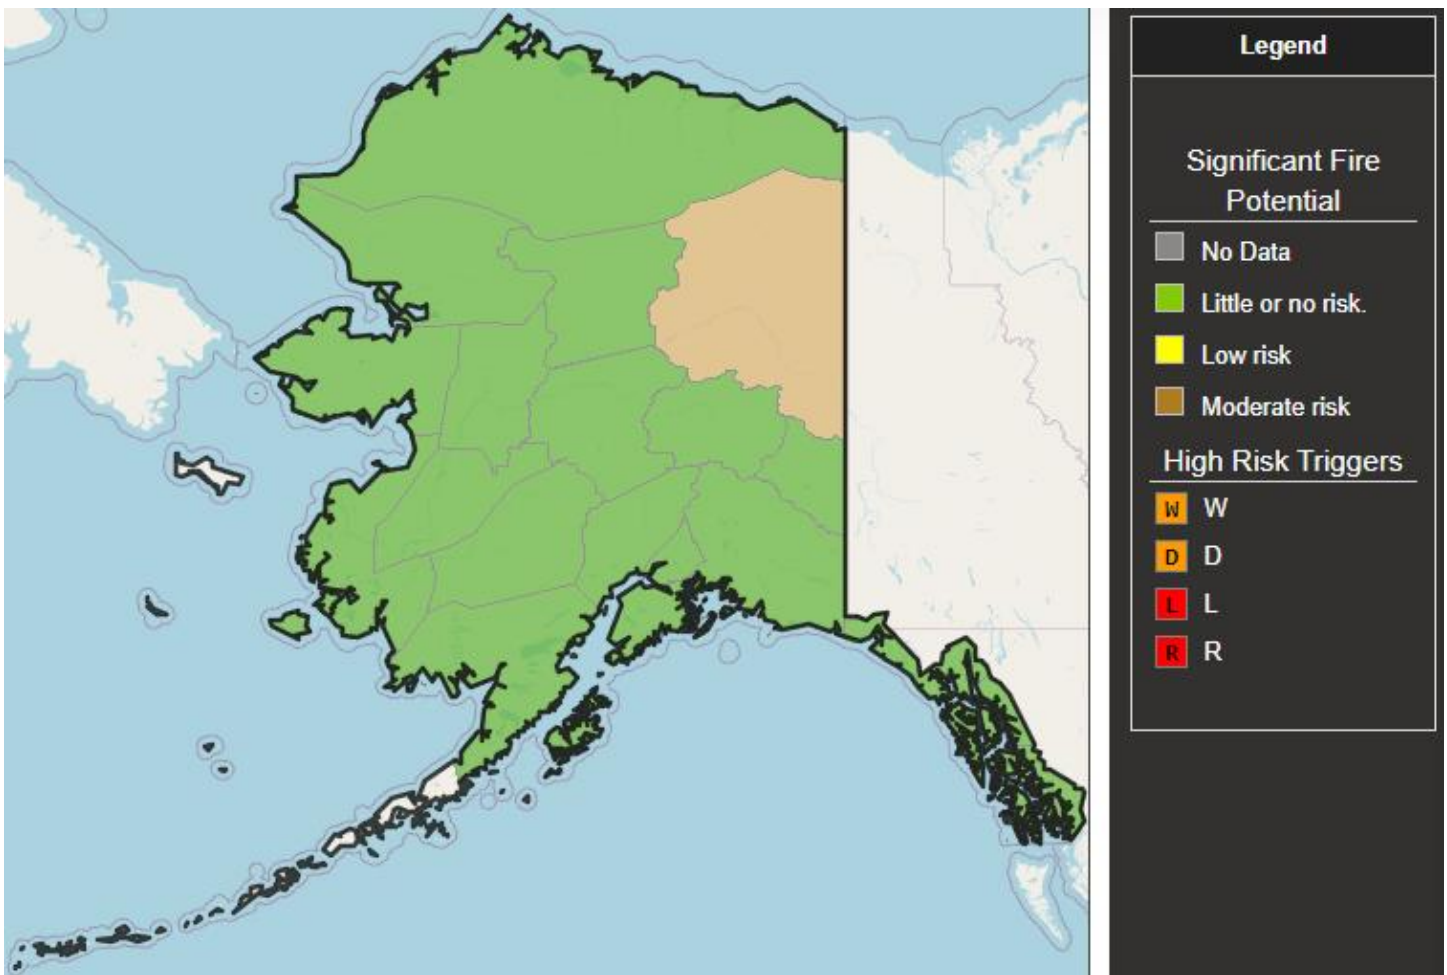 Legend
Significant Fire
Potential
No Data
Little or no risk.
Low risk
Moderate risk
High Risk Triggers
W W
D D
L L
R R